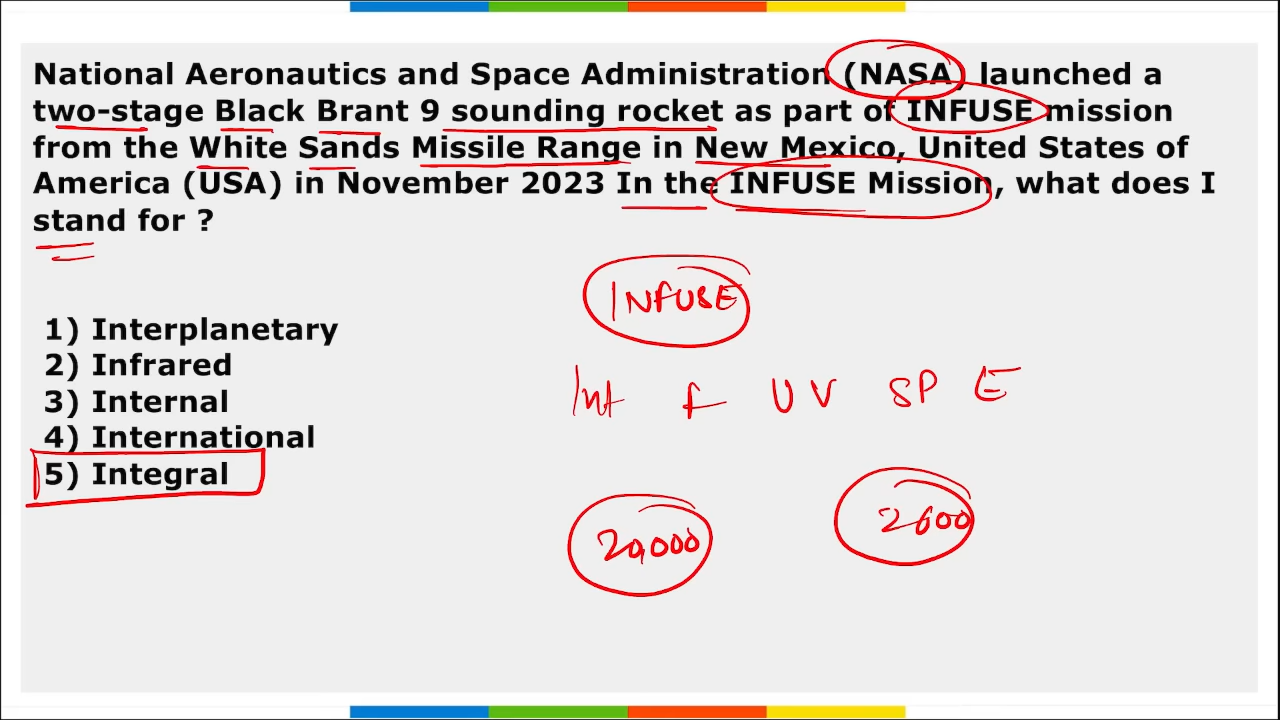 National Aeronautics and Space Administration (NASA) launched a
two-stage Black Brant 9 sounding rocket as part of INFUSE mission
from the White Sands Missile Range in New Mexico, United States of
America (USA) in November 2023 In the INFUSE Mission, what does I
stand for ?
INFUSE
1) Interplanetary
2) Infrared
3) Internal
4) International
5) Integral
Int f UV SP E
20,000 2600